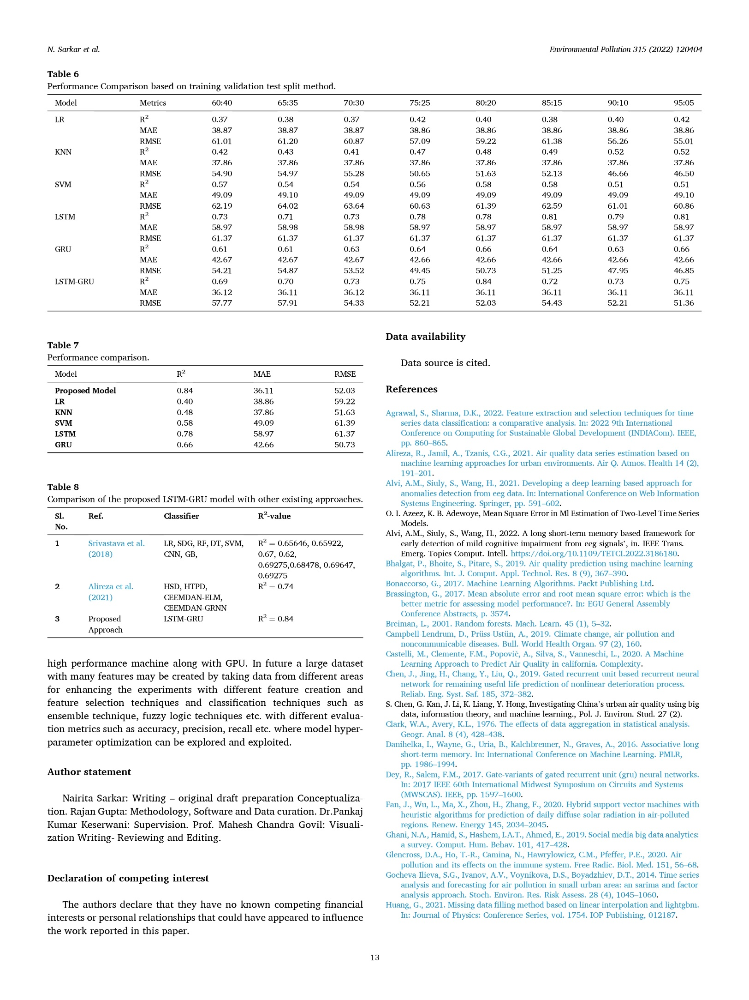 N. Sarkar et al.
Environmental Pollution 315 (2022) 120404
Table 6
Performance Comparison based on training validation test split method.
Model Metrics 60:40 65:35 70:30 75:25 80:20 85:15 90:10 95:05
LR R² 0.37 0.38 0.37 0.42 0.40 0.38 0.40 0.42
MAE 38.87 38.87 38.87 38.86 38.86 38.86 38.86 38.86
RMSE 61.01 61.20 60.87 57.09 59.22 61.38 56.26 55.01
KNN R² 0.42 0.43 0.41 0.47 0.48 0.49 0.52 0.52
MAE 37.86 37.86 37.86 37.86 37.86 37.86 37.86 37.86
RMSE 54.90 54.97 55.28 50.65 51.63 52.13 46.66 46.50
SVM R² 0.57 0.54 0.54 0.56 0.58 0.58 0.51 0.51
MAE 49.09 49.10 49.09 49.09 49.09 49.09 49.09 49.10
RMSE 62.19 64.02 63.64 60.63 61.39 62.59 61.01 60.86
LSTM R² 0.73 0.71 0.73 0.78 0.78 0.81 0.79 0.81
MAE 58.97 58.98 58.98 58.97 58.97 58.97 58.97 58.97
RMSE 61.37 61.37 61.37 61.37 61.37 61.37 61.37 61.37
GRU R² 0.61 0.61 0.63 0.64 0.66 0.64 0.63 0.66
MAE 42.67 42.67 42.67 42.66 42.66 42.66 42.66 42.66
RMSE 54.21 54.87 53.52 49.45 50.73 51.25 47.95 46.85
LSTM-GRU R² 0.69 0.70 0.73 0.75 0.84 0.72 0.73 0.75
MAE 36.12 36.11 36.12 36.11 36.11 36.11 36.11 36.11
RMSE 57.77 57.91 54.33 52.21 52.03 54.43 52.21 51.36
Table 7
Performance comparison.
Model R² MAE RMSE
Proposed Model 0.84 36.11 52.03
LR 0.40 38.86 59.22
KNN 0.48 37.86 51.63
SVM 0.58 49.09 61.39
LSTM 0.78 58.97 61.37
GRU 0.66 42.66 50.73
Table 8
Comparison of the proposed LSTM-GRU model with other existing approaches.
Sl. Ref. Classifier R²-value
No.
1 Srivastava et al. LR, SDG, RF, DT, SVM, R² = 0.65646, 0.65922,
(2018) CNN, GB, 0.67, 0.62,
0.69275,0.68478, 0.69647,
0.69275
2 Alireza et al. HSD, HTPD, R² = 0.74
(2021) CEEMDAN-ELM,
CEEMDAN-GRNN
3 Proposed LSTM-GRU R² = 0.84
Approach
high performance machine along with GPU. In future a large dataset
with many features may be created by taking data from different areas
for enhancing the experiments with different feature creation and
feature selection techniques and classification techniques such as
ensemble technique, fuzzy logic techniques etc. with different evalua-
tion metrics such as accuracy, precision, recall etc. where model hyper-
parameter optimization can be explored and exploited.
Author statement
Nairita Sarkar: Writing – original draft preparation Conceptualiza-
tion. Rajan Gupta: Methodology, Software and Data curation. Dr.Pankaj
Kumar Keserwani: Supervision. Prof. Mahesh Chandra Govil: Visuali-
zation Writing- Reviewing and Editing.
Declaration of competing interest
The authors declare that they have no known competing financial
interests or personal relationships that could have appeared to influence
the work reported in this paper.
Data availability
Data source is cited.
References
Agrawal, S., Sharma, D.K., 2022. Feature extraction and selection techniques for time
series data classification: a comparative analysis. In: 2022 9th International
Conference on Computing for Sustainable Global Development (INDIACom). IEEE,
pp. 860–865.
Alireza, R., Jamil, A., Tzanis, C.G., 2021. Air quality data series estimation based on
machine learning approaches for urban environments. Air Q. Atmos. Health 14 (2),
191–201.
Alvi, A.M., Siuly, S., Wang, H., 2021. Developing a deep learning based approach for
anomalies detection from eeg data. In: International Conference on Web Information
Systems Engineering. Springer, pp. 591–602.
O. I. Azeez, K. B. Adewoye, Mean Square Error in Ml Estimation of Two-Level Time Series
Models.
Alvi, A.M., Siuly, S., Wang, H., 2022. A long short-term memory based framework for
early detection of mild cognitive impairment from eeg signals’, in. IEEE Trans.
Emerg. Topics Comput. Intell. https://doi.org/10.1109/TETCI.2022.3186180.
Bhalgat, P., Bhoite, S., Pitare, S., 2019. Air quality prediction using machine learning
algorithms. Int. J. Comput. Appl. Technol. Res. 8 (9), 367–390.
Bonaccorso, G., 2017. Machine Learning Algorithms. Packt Publishing Ltd.
Brassington, G., 2017. Mean absolute error and root mean square error: which is the
better metric for assessing model performance?. In: EGU General Assembly
Conference Abstracts, p. 3574.
Breiman, L., 2001. Random forests. Mach. Learn. 45 (1), 5–32.
Campbell-Lendrum, D., Prüss-Ustün, A., 2019. Climate change, air pollution and
noncommunicable diseases. Bull. World Health Organ. 97 (2), 160.
Castelli, M., Clemente, F.M., Popovič, A., Silva, S., Vanneschi, L., 2020. A Machine
Learning Approach to Predict Air Quality in california. Complexity.
Chen, J., Jing, H., Chang, Y., Liu, Q., 2019. Gated recurrent unit based recurrent neural
network for remaining useful life prediction of nonlinear deterioration process.
Reliab. Eng. Syst. Saf. 185, 372–382.
S. Chen, G. Kan, J. Li, K. Liang, Y. Hong, Investigating China’s urban air quality using big
data, information theory, and machine learning., Pol. J. Environ. Stud. 27 (2).
Clark, W.A., Avery, K.L., 1976. The effects of data aggregation in statistical analysis.
Geogr. Anal. 8 (4), 428–438.
Danihelka, I., Wayne, G., Uria, B., Kalchbrenner, N., Graves, A., 2016. Associative long
short-term memory. In: International Conference on Machine Learning. PMLR,
pp. 1986–1994.
Dey, R., Salem, F.M., 2017. Gate-variants of gated recurrent unit (gru) neural networks.
In: 2017 IEEE 60th International Midwest Symposium on Circuits and Systems
(MWSCAS). IEEE, pp. 1597–1600.
Fan, J., Wu, L., Ma, X., Zhou, H., Zhang, F., 2020. Hybrid support vector machines with
heuristic algorithms for prediction of daily diffuse solar radiation in air-polluted
regions. Renew. Energy 145, 2034–2045.
Ghani, N.A., Hamid, S., Hashem, I.A.T., Ahmed, E., 2019. Social media big data analytics:
a survey. Comput. Hum. Behav. 101, 417–428.
Glencross, D.A., Ho, T.-R., Camina, N., Hawrylowicz, C.M., Pfeffer, P.E., 2020. Air
pollution and its effects on the immune system. Free Radic. Biol. Med. 151, 56–68.
Gocheva-Ilieva, S.G., Ivanov, A.V., Voynikova, D.S., Boyadzhiev, D.T., 2014. Time series
analysis and forecasting for air pollution in small urban area: an sarima and factor
analysis approach. Stoch. Environ. Res. Risk Assess. 28 (4), 1045–1060.
Huang, G., 2021. Missing data filling method based on linear interpolation and lightgbm.
In: Journal of Physics: Conference Series, vol. 1754. IOP Publishing, 012187.
13